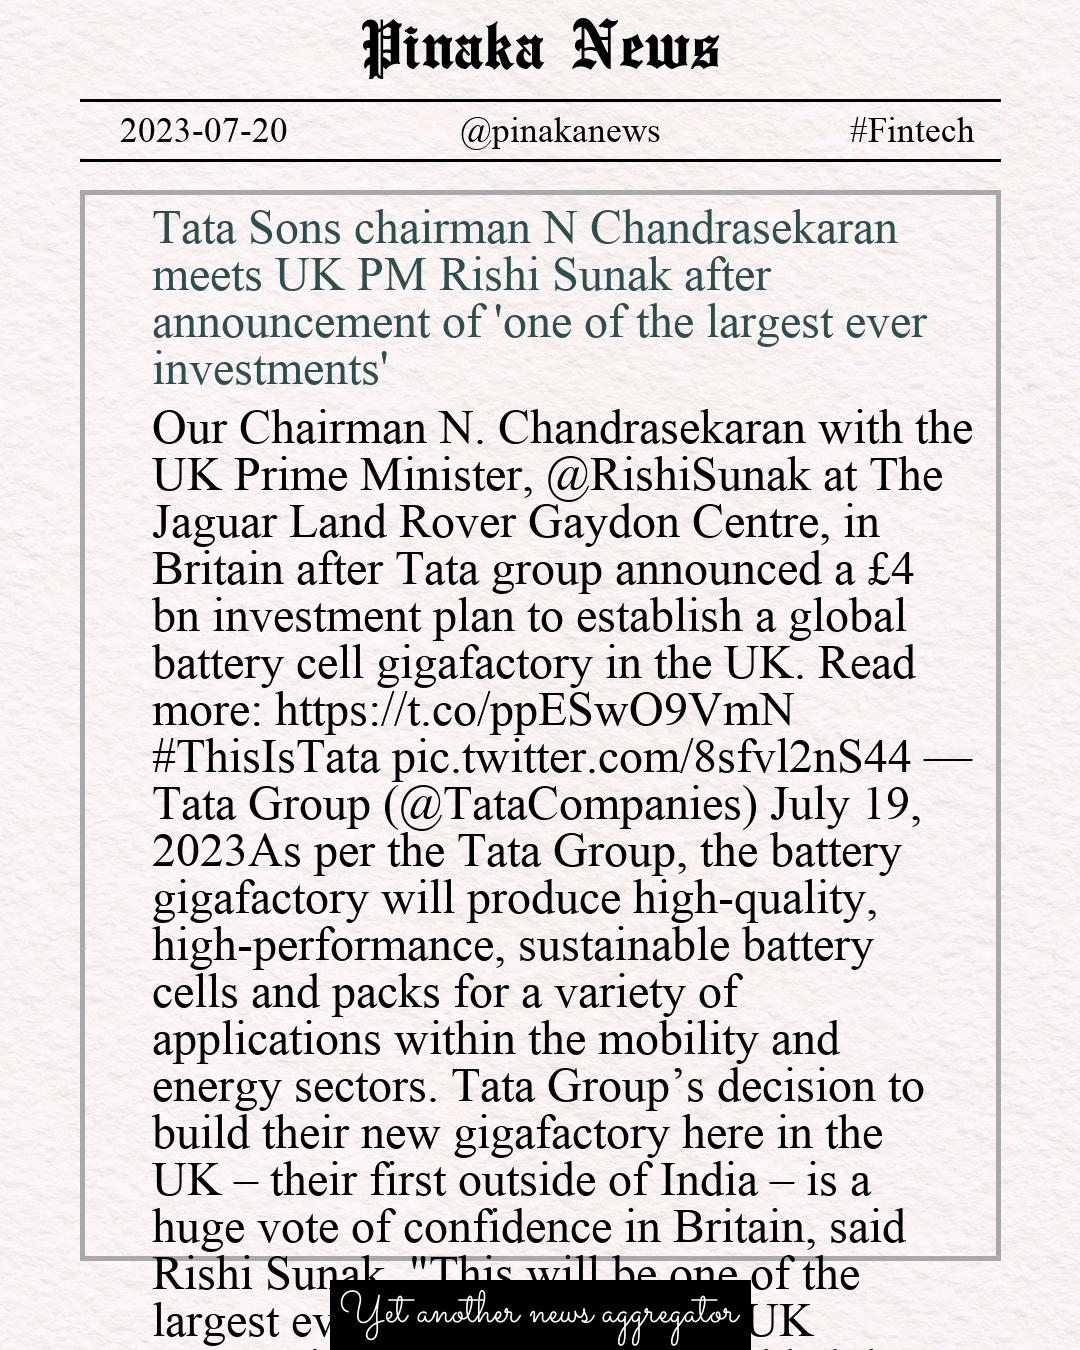 Pinaka News
2023-07-20 @pinakanews #Fintech
Tata Sons chairman N Chandrasekaran
meets UK PM Rishi Sunak after
announcement of 'one of the largest ever
investments'
Our Chairman N. Chandrasekaran with the
UK Prime Minister, @RishiSunak at The
Jaguar Land Rover Gaydon Centre, in
Britain after Tata group announced a £4
bn investment plan to establish a global
battery cell gigafactory in the UK. Read
more: https://t.co/ppESwO9VmN
#ThisIsTata pic.twitter.com/8sfvl2nS44 —
Tata Group (@TataCompanies) July 19,
2023As per the Tata Group, the battery
gigafactory will produce high-quality,
high-performance, sustainable battery
cells and packs for a variety of
applications within the mobility and
energy sectors. Tata Group’s decision to
build their new gigafactory here in the
UK – their first outside of India – is a
huge vote of confidence in Britain, said
Rishi Sunak. "This will be one of the
largest UK
Yet another news aggregator